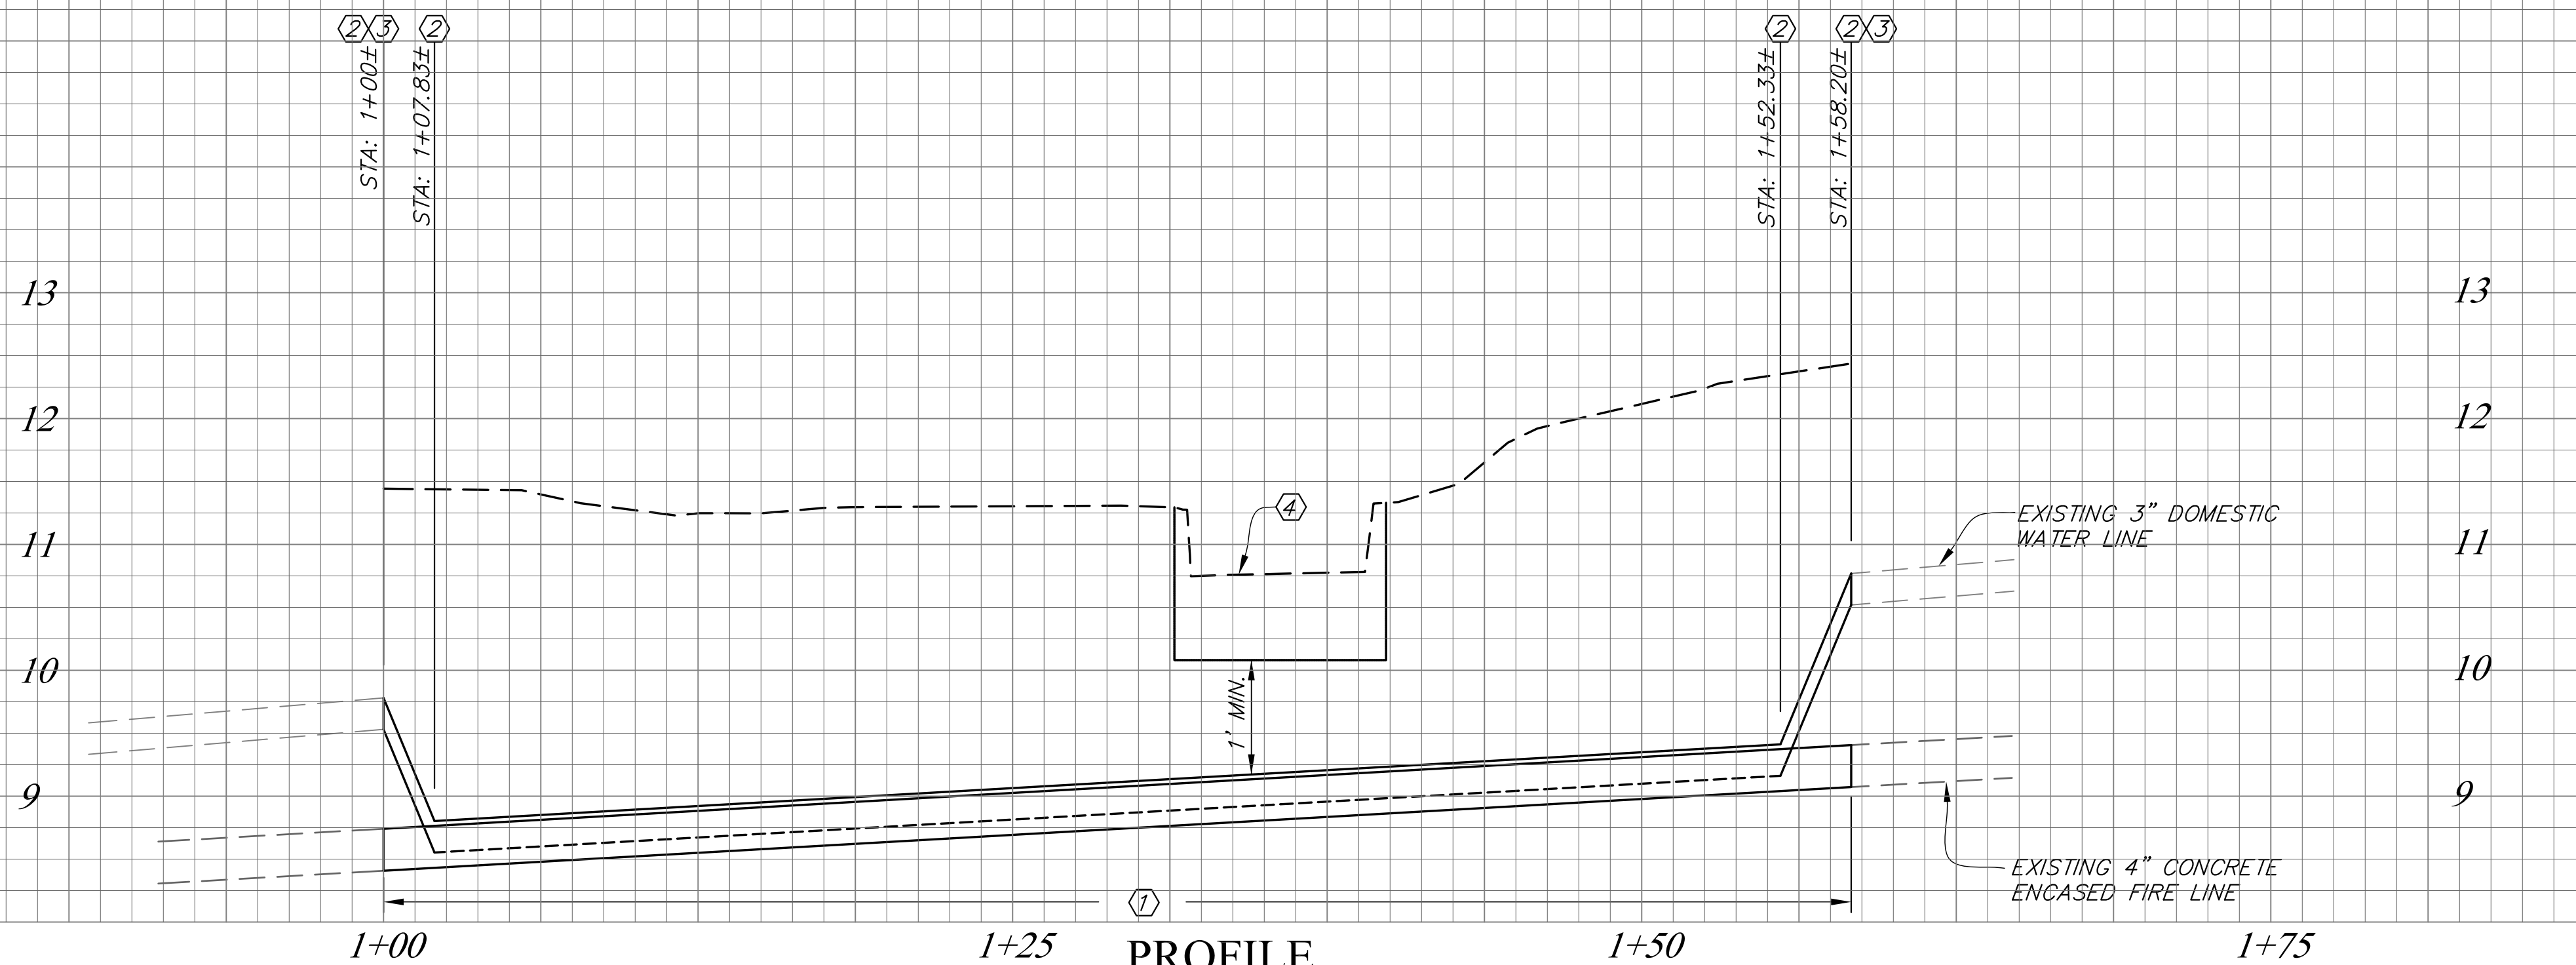 2 3 2 2 2 3
STA: 1+00±
STA: 1+07.83±
STA: 1+52.33±
STA: 1+58.20±
13 13
12 12
4
EXISTING 3" DOMESTIC
WATER LINE
11 11
10 10
1' MIN.
9 9
EXISTING 4" CONCRETE
ENCASED FIRE LINE
1
1+00 1+25 1+50 1+75
PROFILE